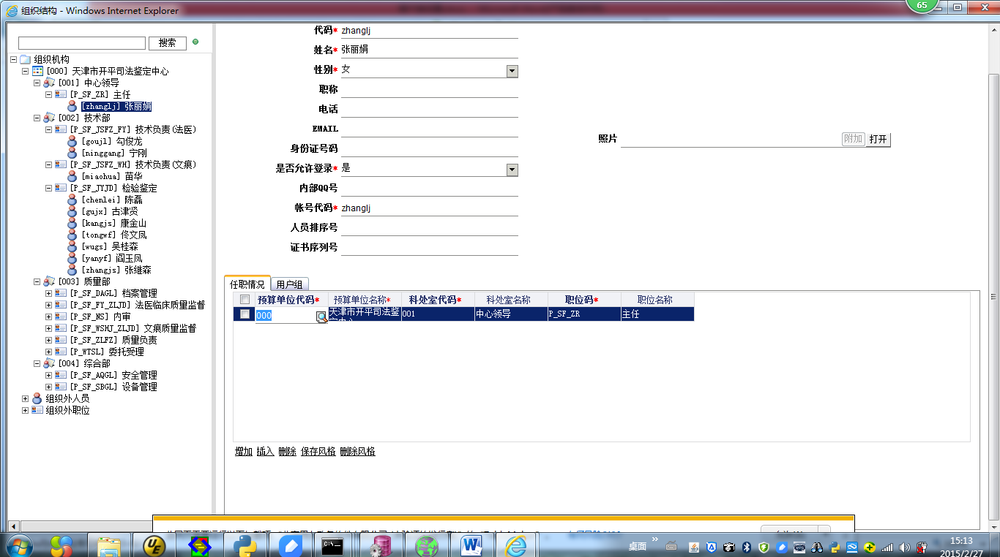 组织结构 - Windows Internet Explorer
65
搜索
组织机构
[000] 天津市开平司法鉴定中心
[001] 中心领导
[P_SF_ZR] 主任
[zhanglj] 张丽娟
[002] 技术部
[P_SF_JSFZ_FY] 技术负责(法医)
[goujl] 勾俊龙
[ninggang] 宁刚
[P_SF_JSFZ_WH] 技术负责(文痕)
[miaohua] 苗华
[P_SF_JYJD] 检验鉴定
[chenlei] 陈磊
[gujx] 古津贤
[kangjs] 康金山
[tongwf] 佟文凤
[wugs] 吴桂森
[yanyf] 阎玉凤
[zhangjs] 张继森
[003] 质量部
[P_SF_DAGL] 档案管理
[P_SF_FY_ZLJD] 法医临床质量监督
[P_SF_NS] 内审
[P_SF_WSHJ_ZLJD] 文痕质量监督
[P_SF_ZLFZ] 质量负责
[P_WTSL] 委托受理
[004] 综合部
[P_SF_AQGL] 安全管理
[P_SF_SBGL] 设备管理
组织外人员
组织外职位
代码* zhanglj
姓名* 张丽娟
性别* 女
职称
电话
EMAIL
身份证号码
是否允许登录* 是
内部QQ号
帐号代码* zhanglj
人员排序号
证书序列号
照片 附加 打开
任职情况 用户组
预算单位代码* 预算单位名称* 科处室代码* 科处室名称 职位码* 职位名称
000 天津市开平司法鉴定中心 001 中心领导 P_SF_ZR 主任
增加 插入 删除 保存风格 删除风格
桌面
15:13
2015/2/27